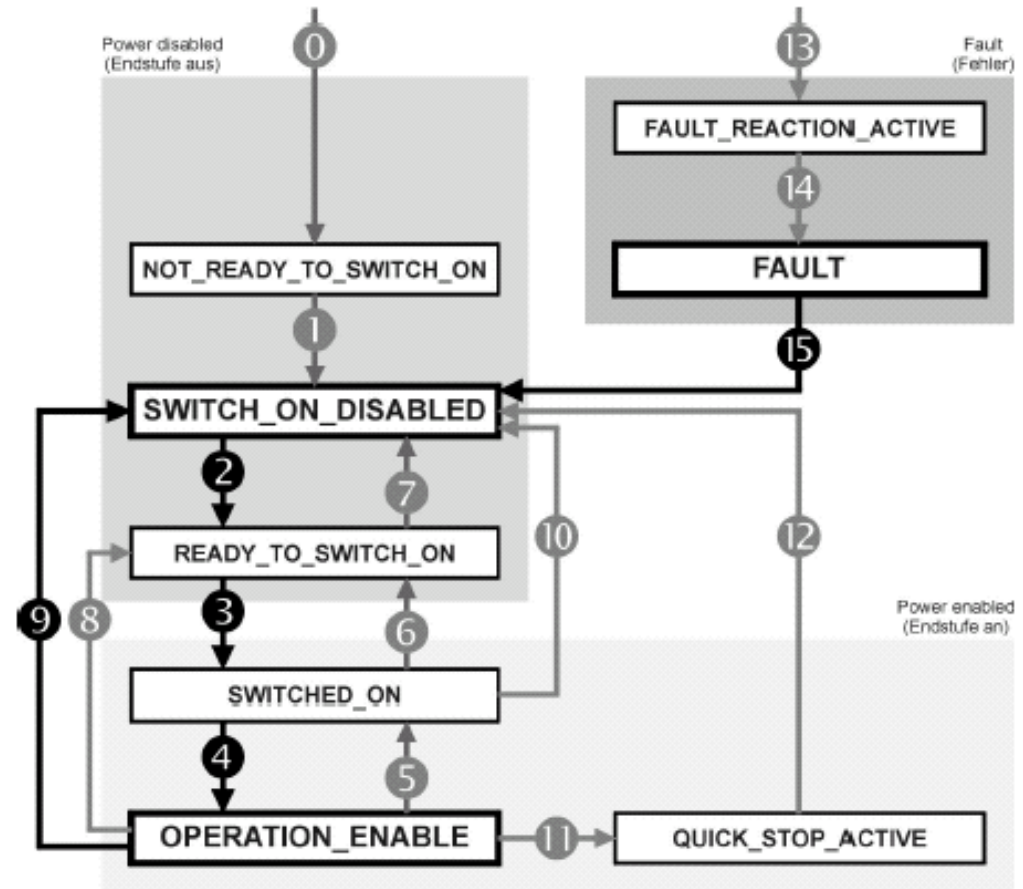 Power disabled
(Endstufe aus)
0
13
Fault
(Fehler)
FAULT_REACTION_ACTIVE
14
NOT_READY_TO_SWITCH_ON
FAULT
1
15
SWITCH_ON_DISABLED
2
7
10
12
READY_TO_SWITCH_ON
9
8
3
6
Power enabled
(Endstufe an)
SWITCHED_ON
4
5
OPERATION_ENABLE
11
QUICK_STOP_ACTIVE